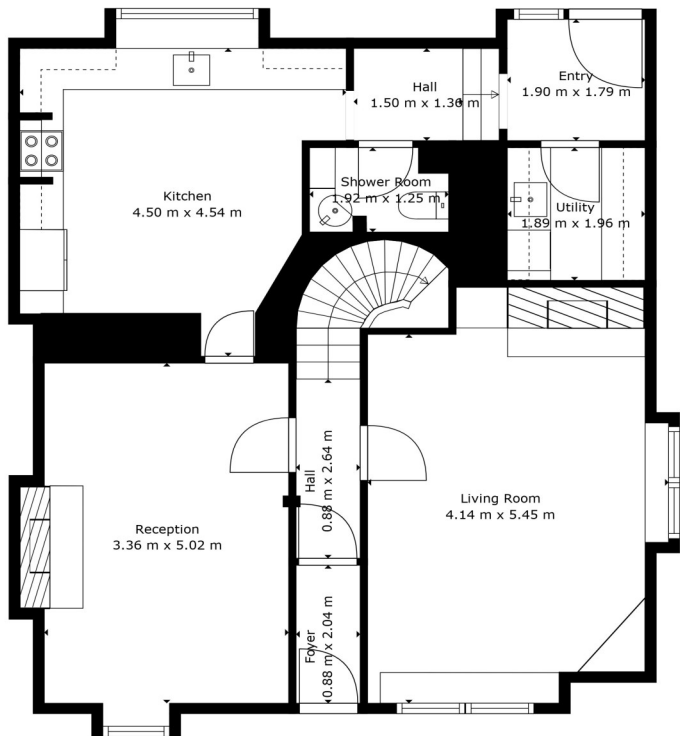 Entry
1.90 m x 1.79 m
Hall
1.50 m x 1.30 m
Shower Room
1.92 m x 1.25 m
Kitchen
4.50 m x 4.54 m
Utility
1.89 m x 1.96 m
Hall
0.88 m x 2.64 m
Living Room
4.14 m x 5.45 m
Reception
3.36 m x 5.02 m
Foyer
0.88 m x 2.04 m